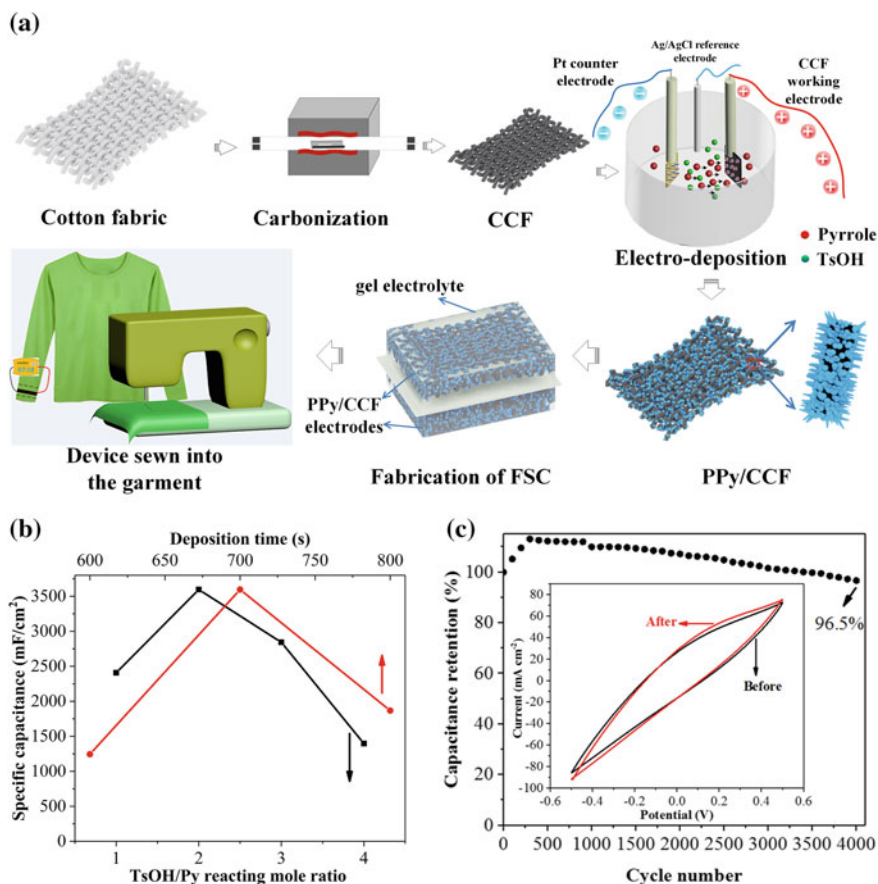 (a)
Ag/AgCl reference
electrode
Pt counter
electrode
CCF
working
electrode
Cotton fabric
Carbonization
CCF
Electro-deposition
Pyrrole
TsOH
gel electrolyte
PPy/CCF
electrodes
Device sewn into
the garment
Fabrication of FSC
PPy/CCF
(b)
Deposition time (s)
600 650 700 750 800
Specific capacitance (mF/cm²)
3500
3000
2500
2000
1500
1000
500
0
1 2 3 4
TsOH/Py reacting mole ratio
(c)
Capacitance retention (%)
100
80
60
40
20
0
96.5%
After
Before
Current (mA cm⁻²)
80
60
40
20
0
-20
-40
-60
-80
-100
-0.6 -0.4 -0.2 0.0 0.2 0.4 0.6
Potential (V)
0 500 1000 1500 2000 2500 3000 3500 4000
Cycle number